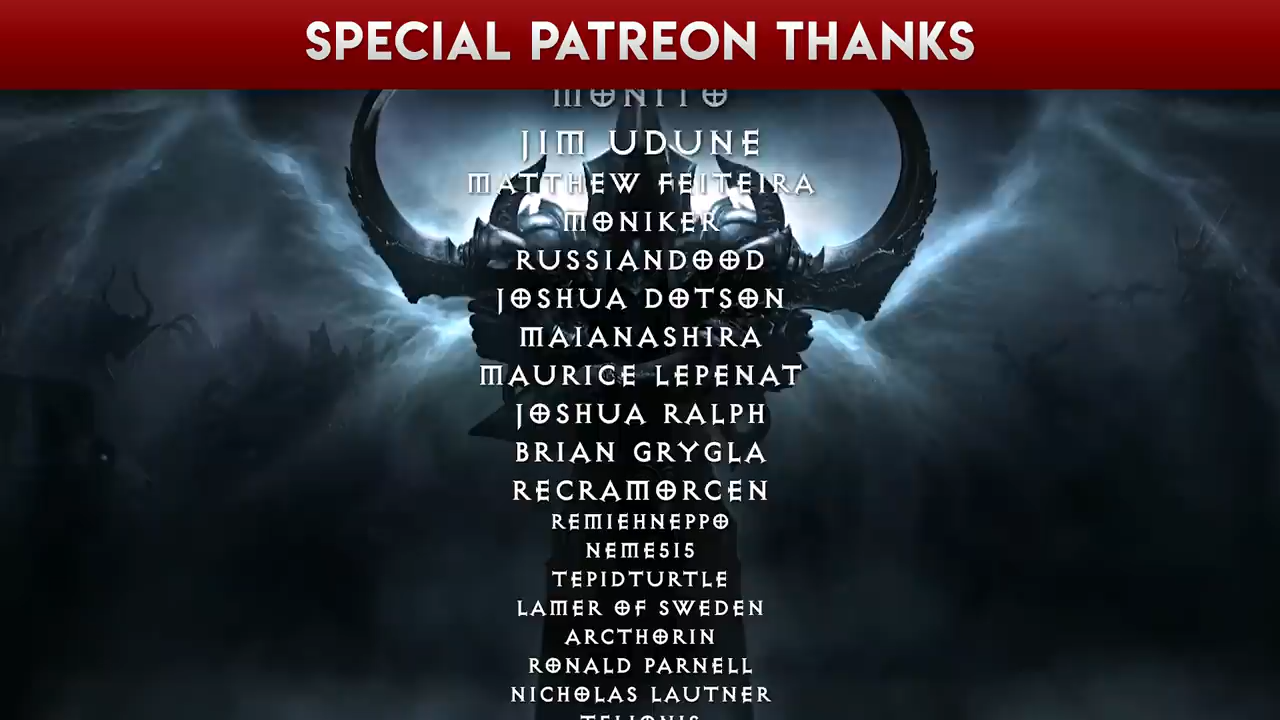 SPECIAL PATREON THANKS
MONITO
JIM UDUNE
MATTHEW FEITEIRA
MONIKER
RUSSIANDOOD
JOSHUA DOTSON
MAIANASHIRA
MAURICE LEPENAT
JOSHUA RALPH
BRIAN GRYGLA
RECRAMORCEN
REMIEHNEPPO
NEME515
TEPIDTURTLE
LAMER OF SWEDEN
ARCTHORIN
RONALD PARNELL
NICHOLAS LAUTNER